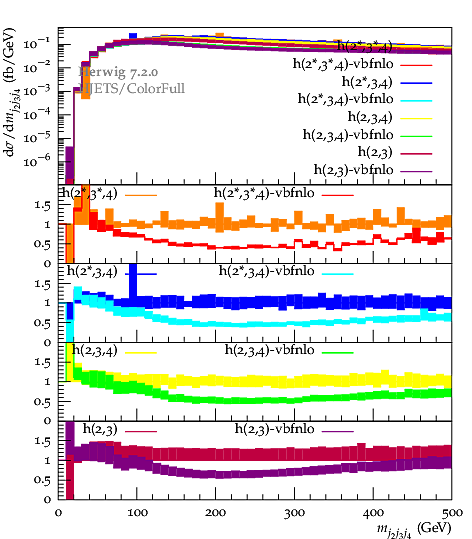 dσ/dm_{j₂j₃j₄} (fb/GeV)
10⁻¹
10⁻²
10⁻³
10⁻⁴
10⁻⁵
10⁻⁶
Herwig 7.2.0
HJETS/ColorFull
h(2*,3*,4)
h(2*,3*,4)-vbfnlo
h(2*,3,4)
h(2*,3,4)-vbfnlo
h(2,3,4)
h(2,3,4)-vbfnlo
h(2,3)
h(2,3)-vbfnlo
h(2*,3*,4) h(2*,3*,4)-vbfnlo
1.5
1
0.5
0
h(2*,3,4) h(2*,3,4)-vbfnlo
1.5
1
0.5
0
h(2,3,4) h(2,3,4)-vbfnlo
1.5
1
0.5
0
h(2,3) h(2,3)-vbfnlo
1.5
1
0.5
0
0 100 200 300 400 500
m_{j₂j₃j₄} (GeV)